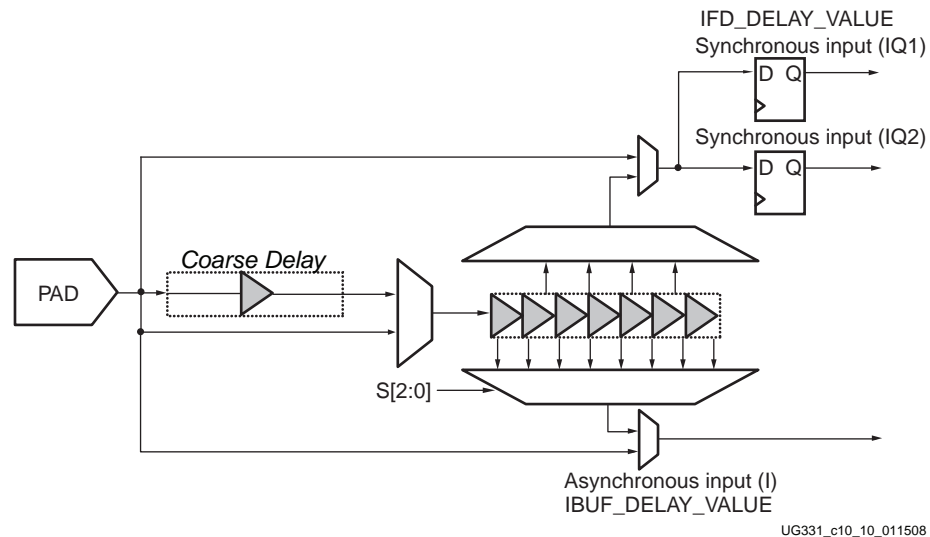 IFD_DELAY_VALUE
Synchronous input (IQ1)
D Q
Synchronous input (IQ2)
D Q
Coarse Delay
PAD
S[2:0]
Asynchronous input (I)
IBUF_DELAY_VALUE
UG331_c10_10_011508